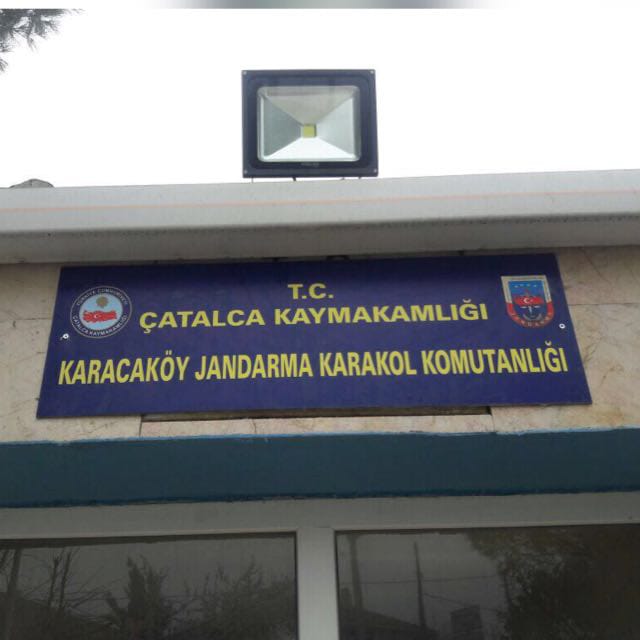 T.C.
ÇATALCA KAYMAKAMLIĞI
KARACAKÖY JANDARMA KARAKOL KOMUTANLIĞI